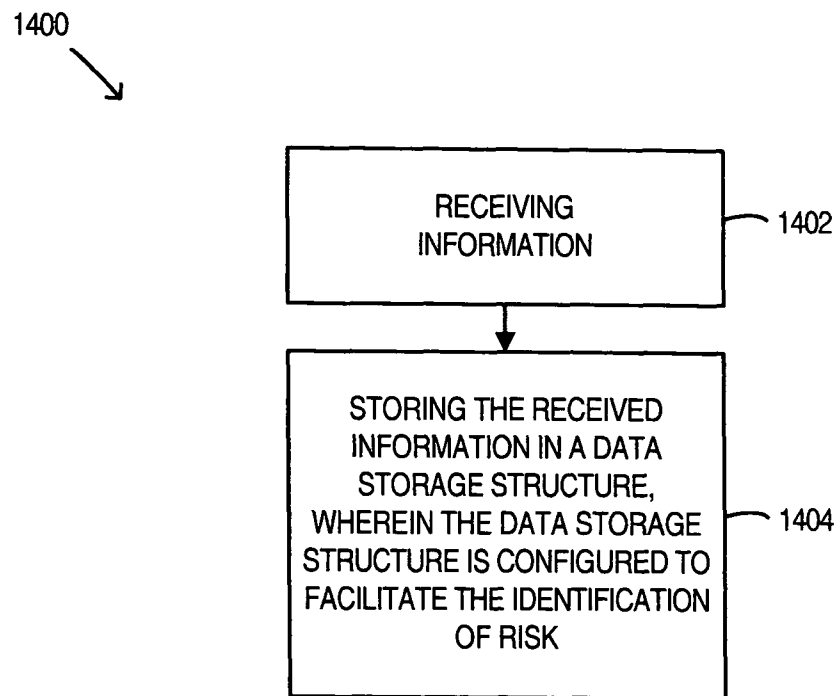 1400
RECEIVING
INFORMATION
1402
STORING THE RECEIVED
INFORMATION IN A DATA
STORAGE STRUCTURE,
WHEREIN THE DATA STORAGE
STRUCTURE IS CONFIGURED TO
FACILITATE THE IDENTIFICATION
OF RISK
1404